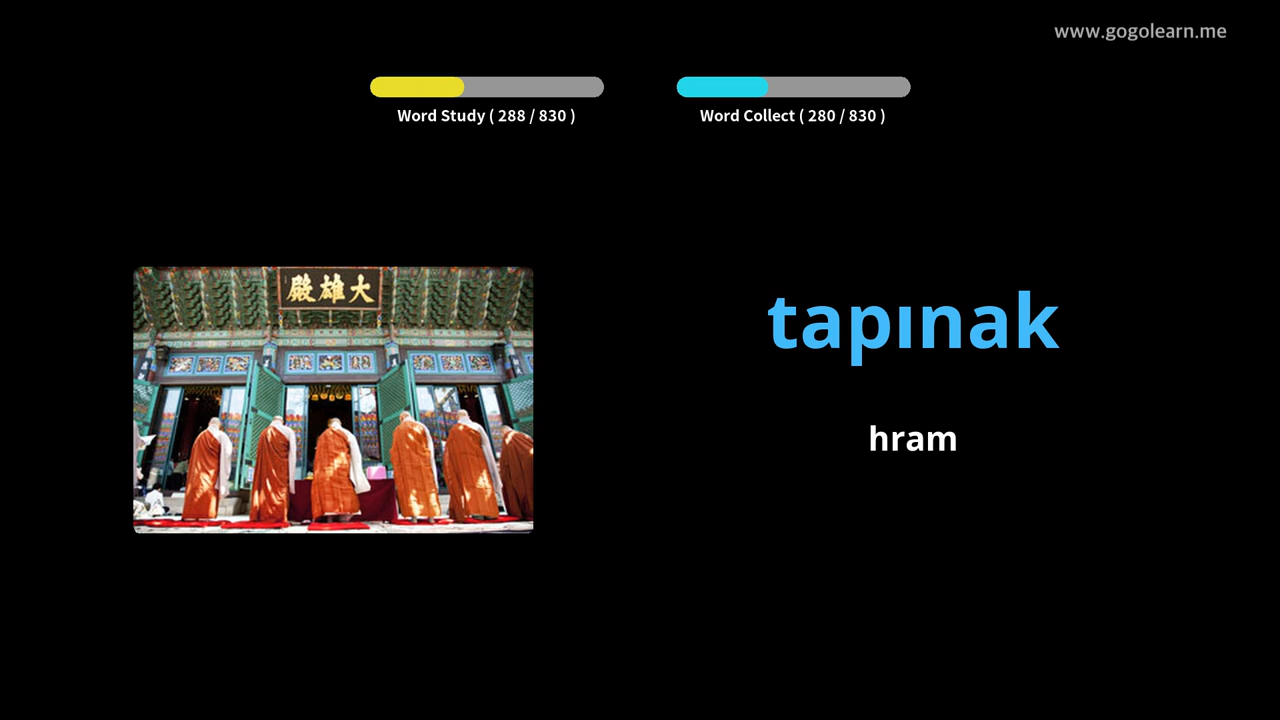 www.gogolearn.me
Word Study ( 288 / 830 )
Word Collect ( 280 / 830 )
殿雄大
tapınak
hram